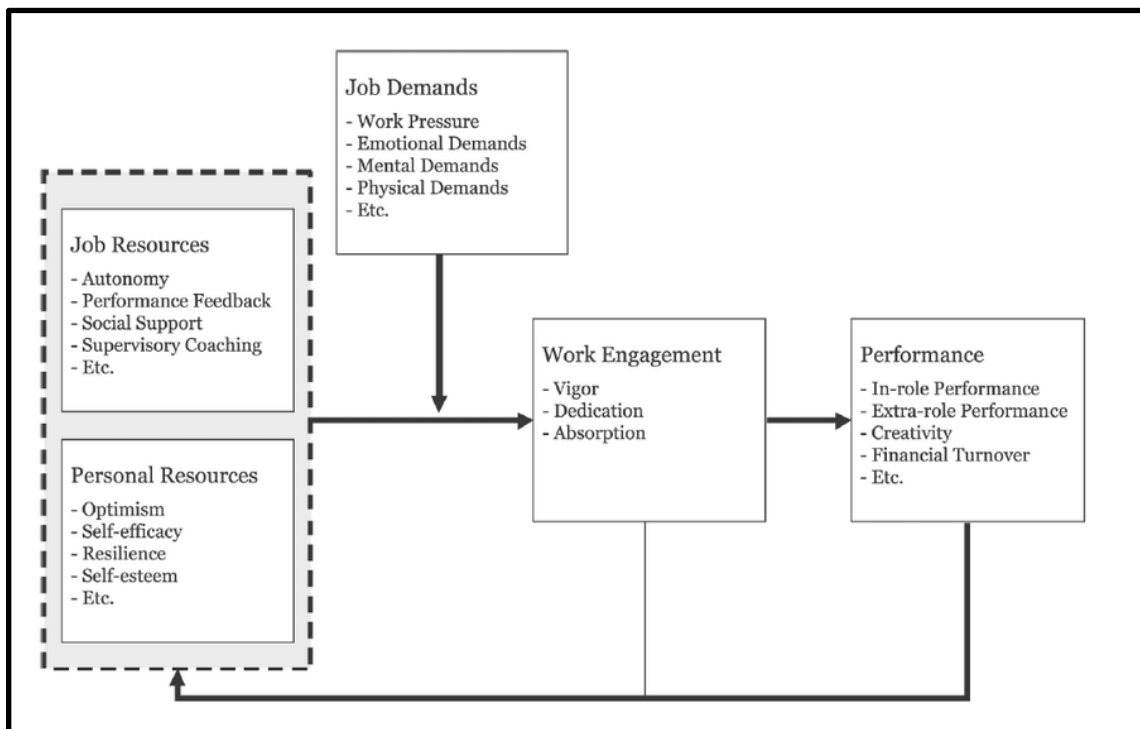 Job Demands
- Work Pressure
- Emotional Demands
- Mental Demands
- Physical Demands
- Etc.
Job Resources
- Autonomy
- Performance Feedback
- Social Support
- Supervisory Coaching
- Etc.
Personal Resources
- Optimism
- Self-efficacy
- Resilience
- Self-esteem
- Etc.
Work Engagement
- Vigor
- Dedication
- Absorption
Performance
- In-role Performance
- Extra-role Performance
- Creativity
- Financial Turnover
- Etc.